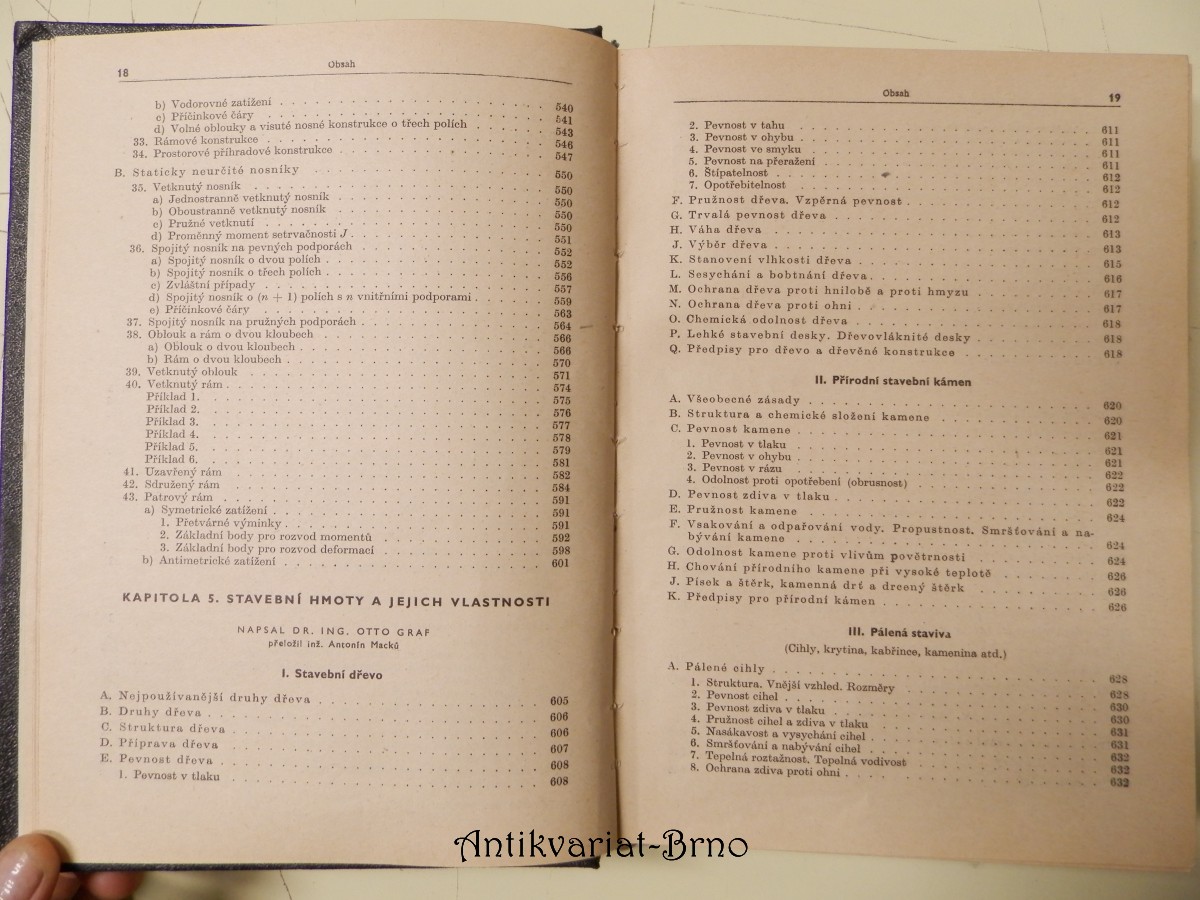 18 Obsah
b) Vodorovné zatížení 540
c) Příčinkové čáry 541
d) Volné oblouky a visuté nosné konstrukce o třech polích 543
33. Rámové konstrukce 546
34. Prostorové příhradové konstrukce 547
B. Staticky neurčité nosníky 550
35. Vetknutý nosník 550
a) Jednostranně vetknutý nosník 550
b) Oboustranně vetknutý nosník 550
c) Pružné vetknutí 550
d) Proměnný moment setrvačnosti J 551
36. Spojitý nosník na pevných podporách 552
a) Spojitý nosník o dvou polích 552
b) Spojitý nosník o třech polích 556
c) Zvláštní případy 557
d) Spojitý nosník o (n + 1) polích s n vnitřními podporami 559
e) Příčinkové čáry 563
37. Spojitý nosník na pružných podporách 564
38. Oblouk a rám o dvou kloubech 566
a) Oblouk o dvou kloubech 566
b) Rám o dvou kloubech 570
39. Vetknutý oblouk 571
40. Vetknutý rám 574
Příklad 1. 575
Příklad 2. 576
Příklad 3. 577
Příklad 4. 578
Příklad 5. 579
Příklad 6. 581
41. Uzavřený rám 582
42. Sdružený rám 584
43. Patrový rám 591
a) Symetrické zatížení 591
1. Přetvárné výminky 591
2. Základní body pro rozvod momentů 592
3. Základní body pro rozvod deformací 598
b) Antimetrické zatížení 601
KAPITOLA 5. STAVEBNÍ HMOTY A JEJICH VLASTNOSTI
NAPSAL DR. ING. OTTO GRAF
přeložil inž. Antonín Macků
I. Stavební dřevo
A. Nejpoužívanější druhy dřeva 605
B. Druhy dřeva 606
C. Struktura dřeva 606
D. Příprava dřeva 607
E. Pevnost dřeva 608
1. Pevnost v tlaku 608
Obsah 19
2. Pevnost v tahu 611
3. Pevnost v ohybu 611
4. Pevnost ve smyku 611
5. Pevnost na přeražení 611
6. Štípatelnost 612
7. Opotřebitelnost 612
F. Pružnost dřeva. Vzpěrná pevnost 612
G. Trvalá pevnost dřeva 612
H. Váha dřeva 613
J. Výběr dřeva 613
K. Stanovení vlhkosti dřeva 615
L. Sesychání a bobtnání dřeva 616
M. Ochrana dřeva proti hnilobě a proti hmyzu 617
N. Ochrana dřeva proti ohni 617
O. Chemická odolnost dřeva 618
P. Lehké stavební desky. Dřevovláknité desky 618
Q. Předpisy pro dřevo a dřevěné konstrukce 618
II. Přírodní stavební kámen
A. Všeobecné zásady 620
B. Struktura a chemické složení kamene 620
C. Pevnost kamene 621
1. Pevnost v tlaku 621
2. Pevnost v ohybu 621
3. Pevnost v rázu 622
4. Odolnost proti opotřebení (obrusnost) 622
D. Pevnost zdiva v tlaku 622
E. Pružnost kamene 624
F. Vsakování a odpařování vody. Propustnost. Smršťování a na-
bývání kamene 624
G. Odolnost kamene proti vlivům povětrnosti 624
H. Chování přírodního kamene při vysoké teplotě 626
J. Písek a štěrk, kamenná drť a drcený štěrk 626
K. Předpisy pro přírodní kámen 626
III. Pálená staviva
(Cihly, krytina, kabřince, kamenina atd.)
A. Pálené cihly 628
1. Struktura. Vnější vzhled. Rozměry 628
2. Pevnost cihel 630
3. Pevnost zdiva v tlaku 630
4. Pružnost cihel a zdiva v tlaku 631
5. Nasákavost a vysychání cihel 631
6. Smršťování a nabývání cihel 632
7. Tepelná roztažnost. Tepelná vodivost 632
8. Ochrana zdiva proti ohni 632
Antikvariat-Brno